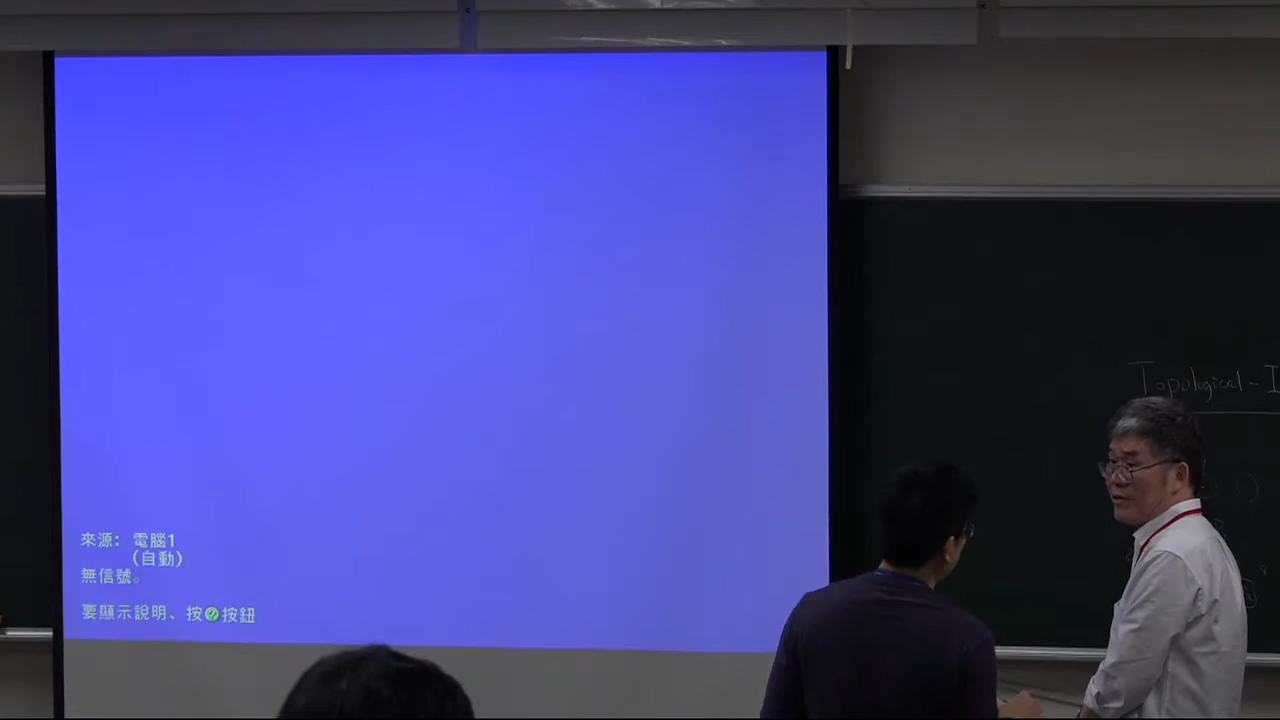 來源: 電腦1
(自動)
無信號。
要顯示說明、按?按鈕
Topological - I